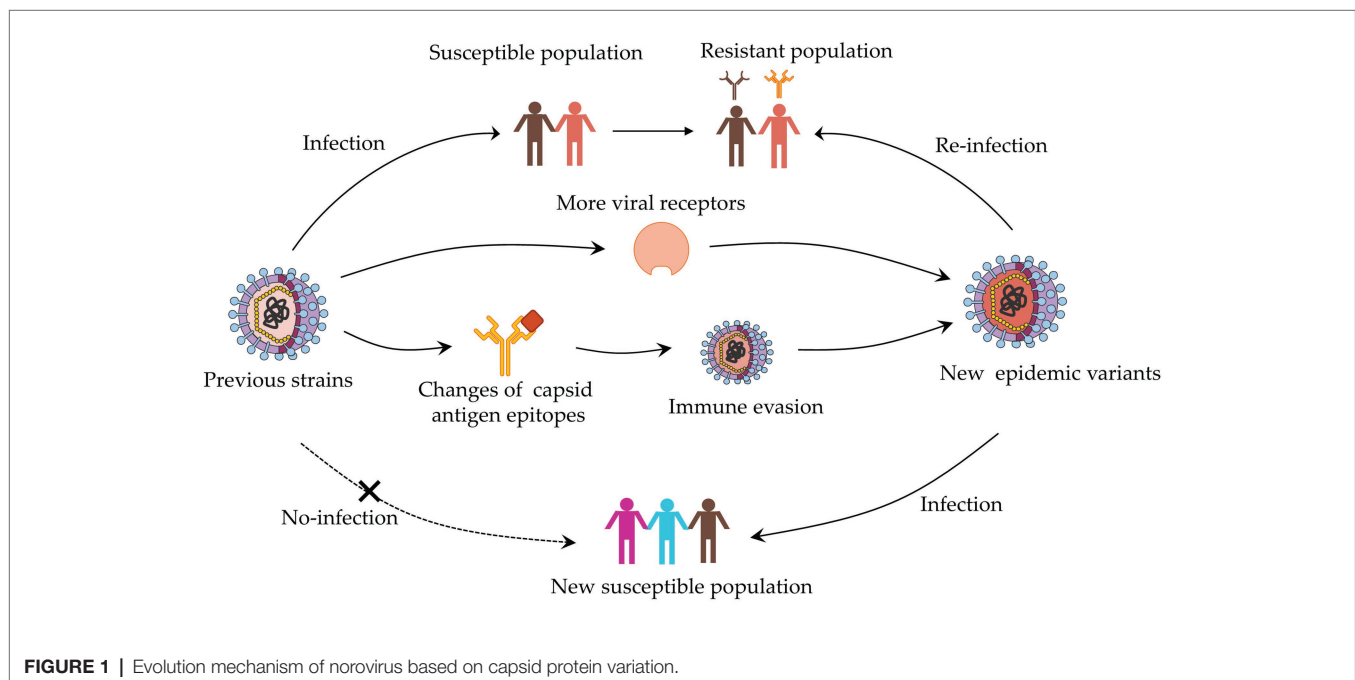 Susceptible population
Resistant population
Infection
Re-infection
More viral receptors
Previous strains
Changes of capsid
antigen epitopes
Immune evasion
New epidemic variants
No-infection
Infection
New susceptible population
FIGURE 1 | Evolution mechanism of norovirus based on capsid protein variation.